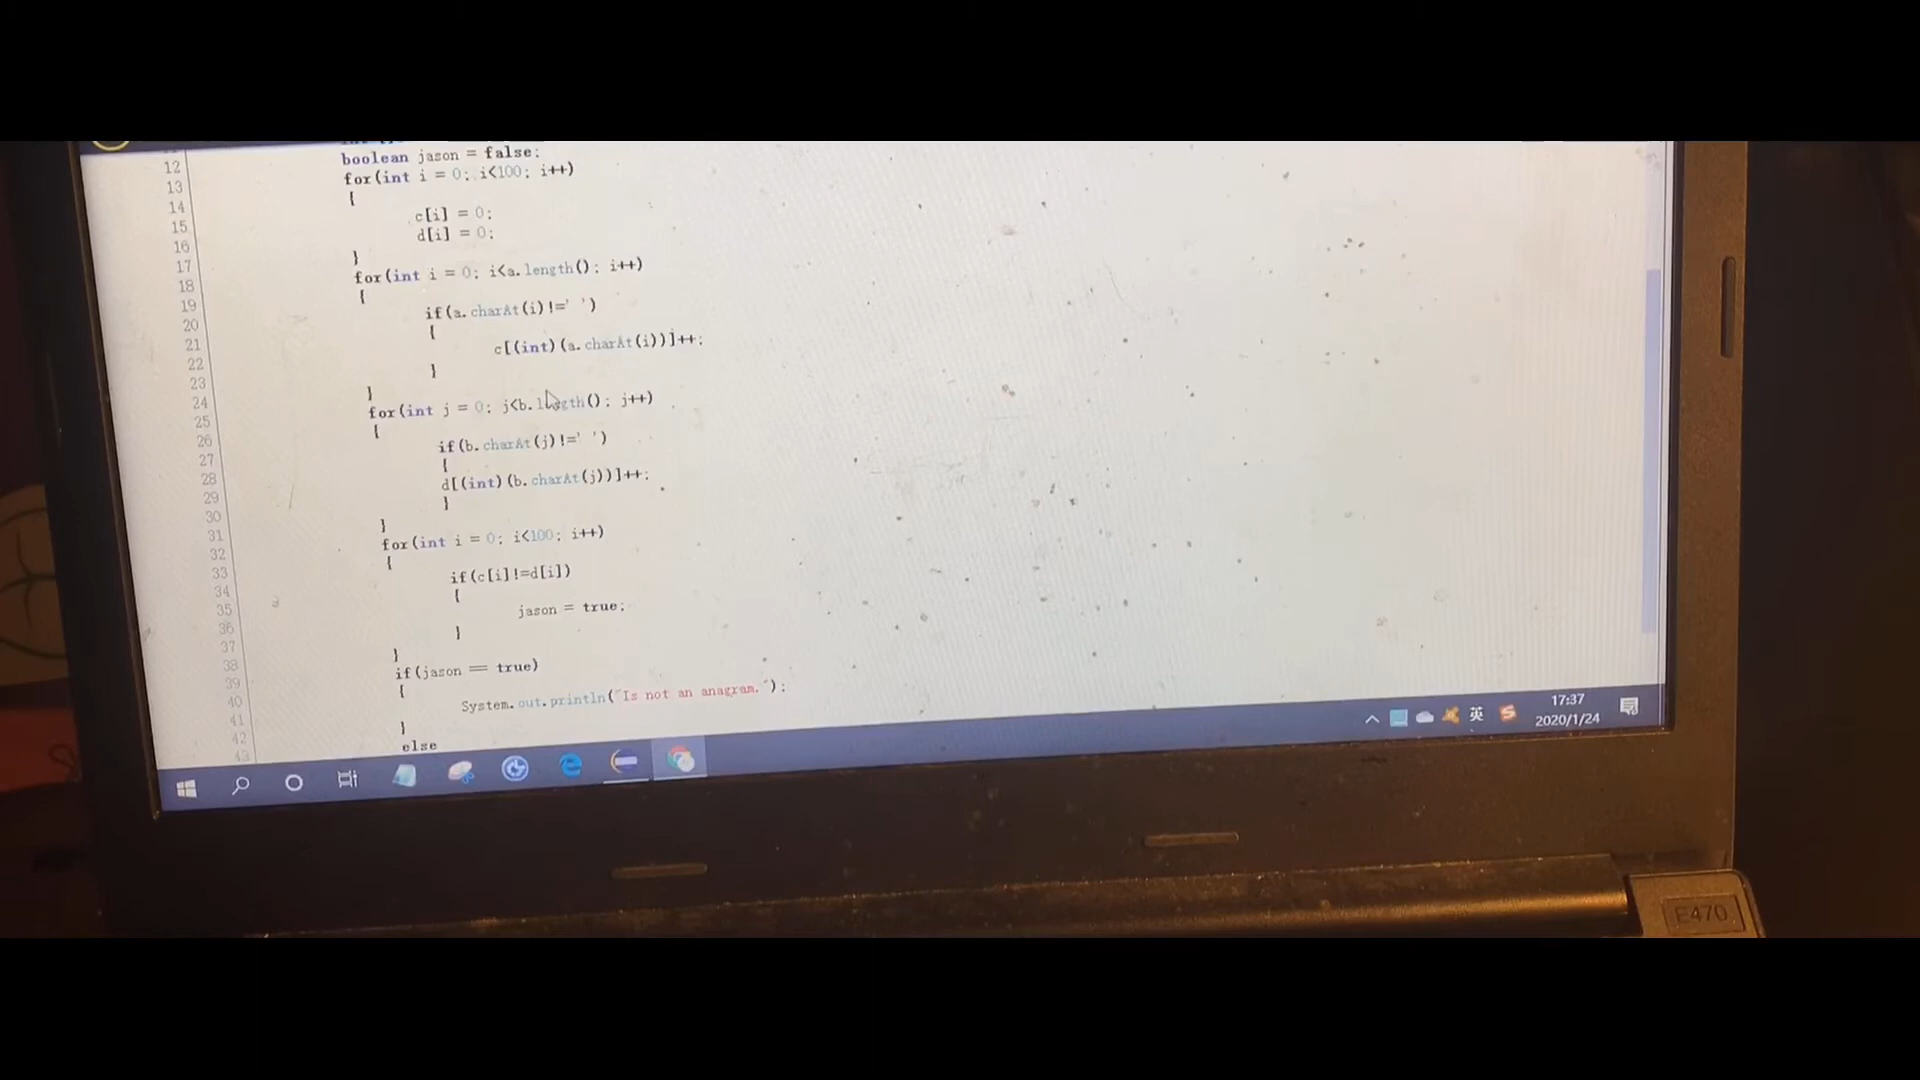 12 boolean jason = false;
13 for(int i = 0; i<100; i++)
14 {
15 c[i] = 0;
16 d[i] = 0;
17 }
18 for(int i = 0; i<a.length(); i++)
19 {
20 if(a.charAt(i)!=' ')
21 {
22 c[(int)(a.charAt(i))]++;
23 }
24 }
25 for(int j = 0; j<b.length(); j++)
26 {
27 if(b.charAt(j)!=' ')
28 {
29 d[(int)(b.charAt(j))]++;
30 }
31 }
32 for(int i = 0; i<100; i++)
33 {
34 if(c[i]!=d[i])
35 {
36 jason = true;
37 }
38 }
39 if(jason == true)
40 {
41 System.out.println("Is not an anagram.");
42 }
43 else
英
17:37
2020/1/24
E470